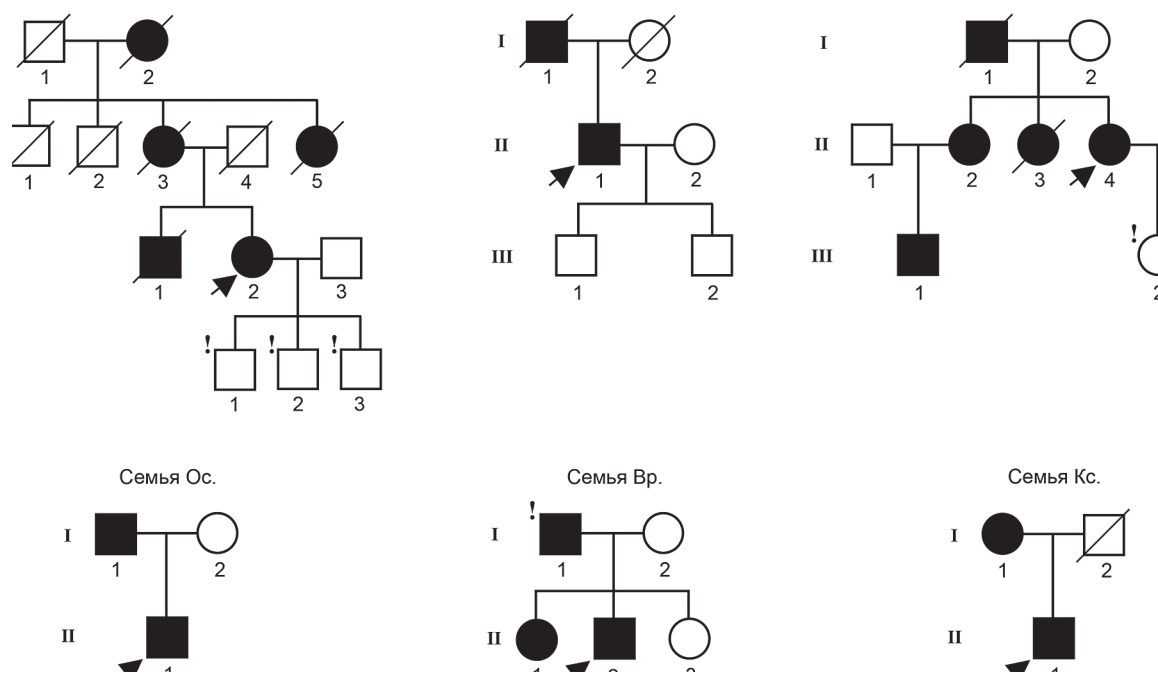 I I
1 2 1 2 1 2
II II
1 2 3 4 5 1 2 1 2 3 4
III III
1 2 3 1 2 1
! ! ! !
1 2 3
Семья Ос. Семья Вр. Семья Кс.
I ! I I
1 2 1 2 1 2
II II II